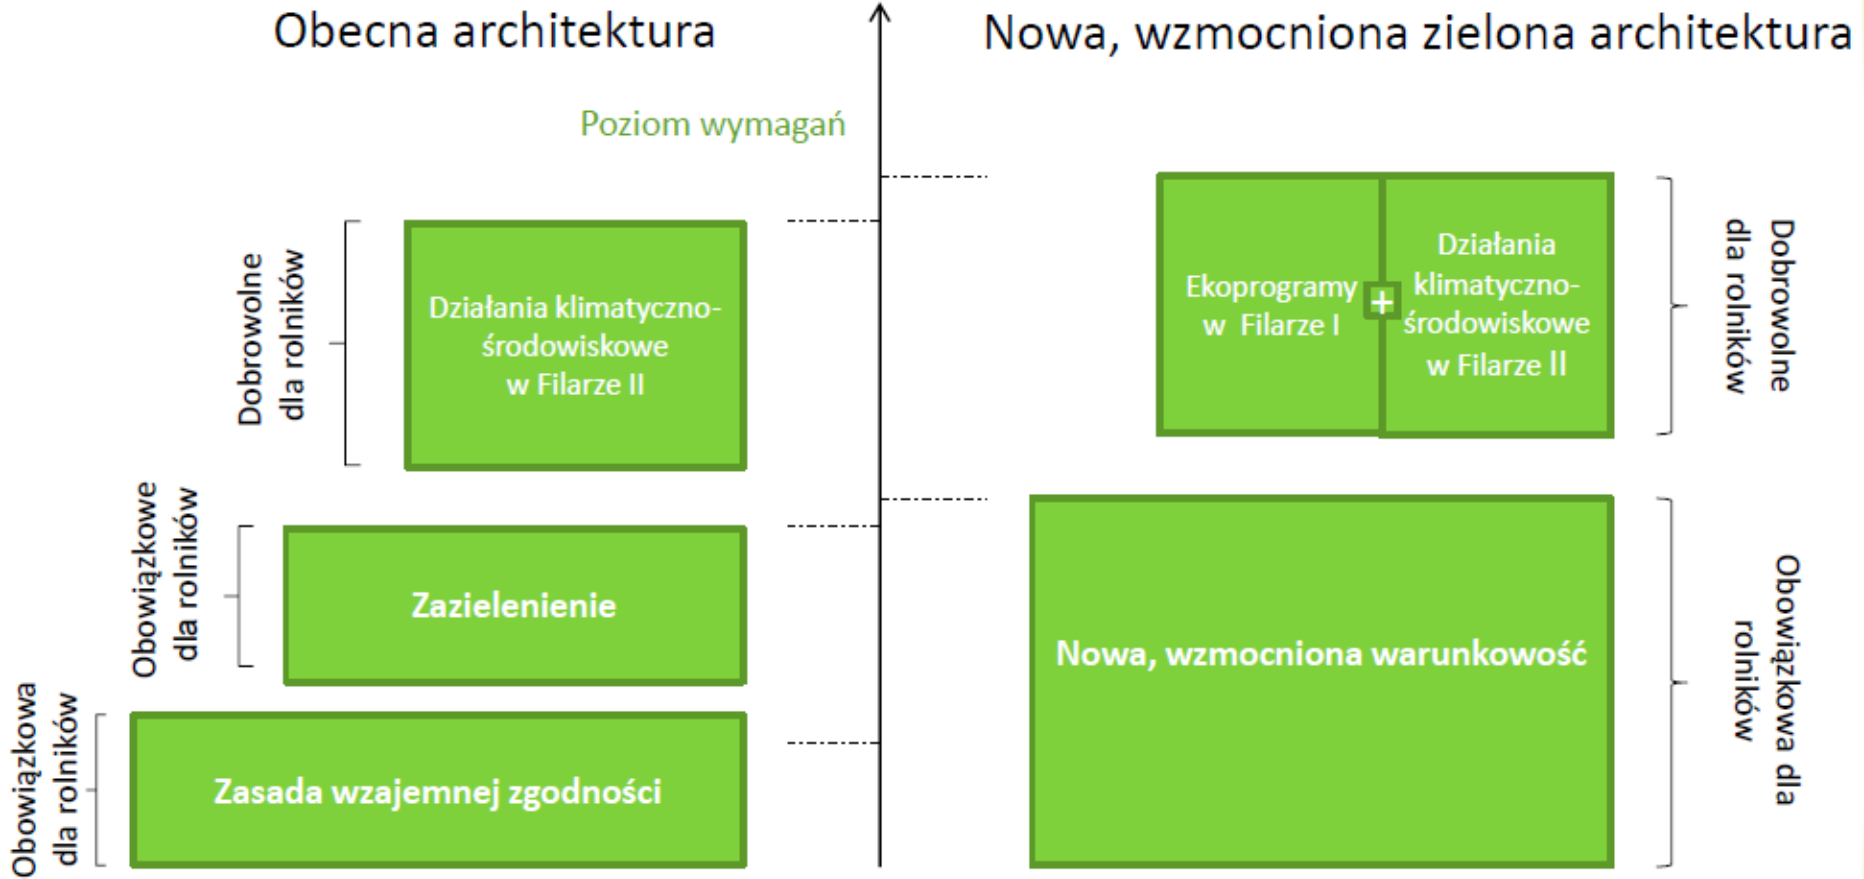 Obecna architektura
Nowa, wzmocniona zielona architektura
Poziom wymagań
Dobrowolne
dla rolników
Działania klimatyczno-
środowiskowe
w Filarze II
Obowiązkowe
dla rolników
Zazielenienie
Obowiązkowa
dla rolników
Zasada wzajemnej zgodności
Ekoprogramy
w Filarze I
+
Działania
klimatyczno-
środowiskowe
w Filarze II
Dobrowolne
dla rolników
Nowa, wzmocniona warunkowość
Obowiązkowa dla
rolników